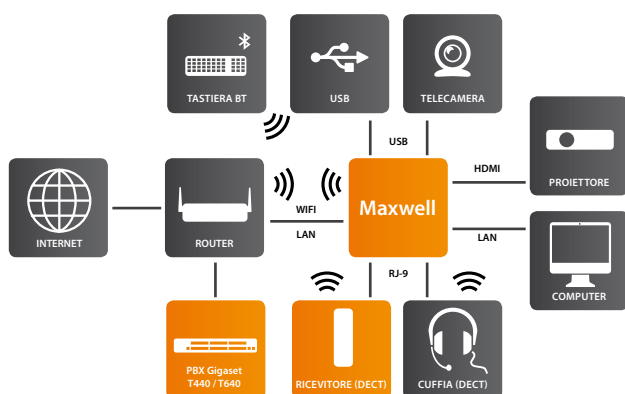 TASTIERA BT
USB
TELECAMERA
USB
HDMI
PROIETTORE
WIFI
Maxwell
INTERNET
ROUTER
LAN
LAN
COMPUTER
RJ-9
PBX Gigaset
T440 / T640
RICEVITORE (DECT)
CUFFIA (DECT)